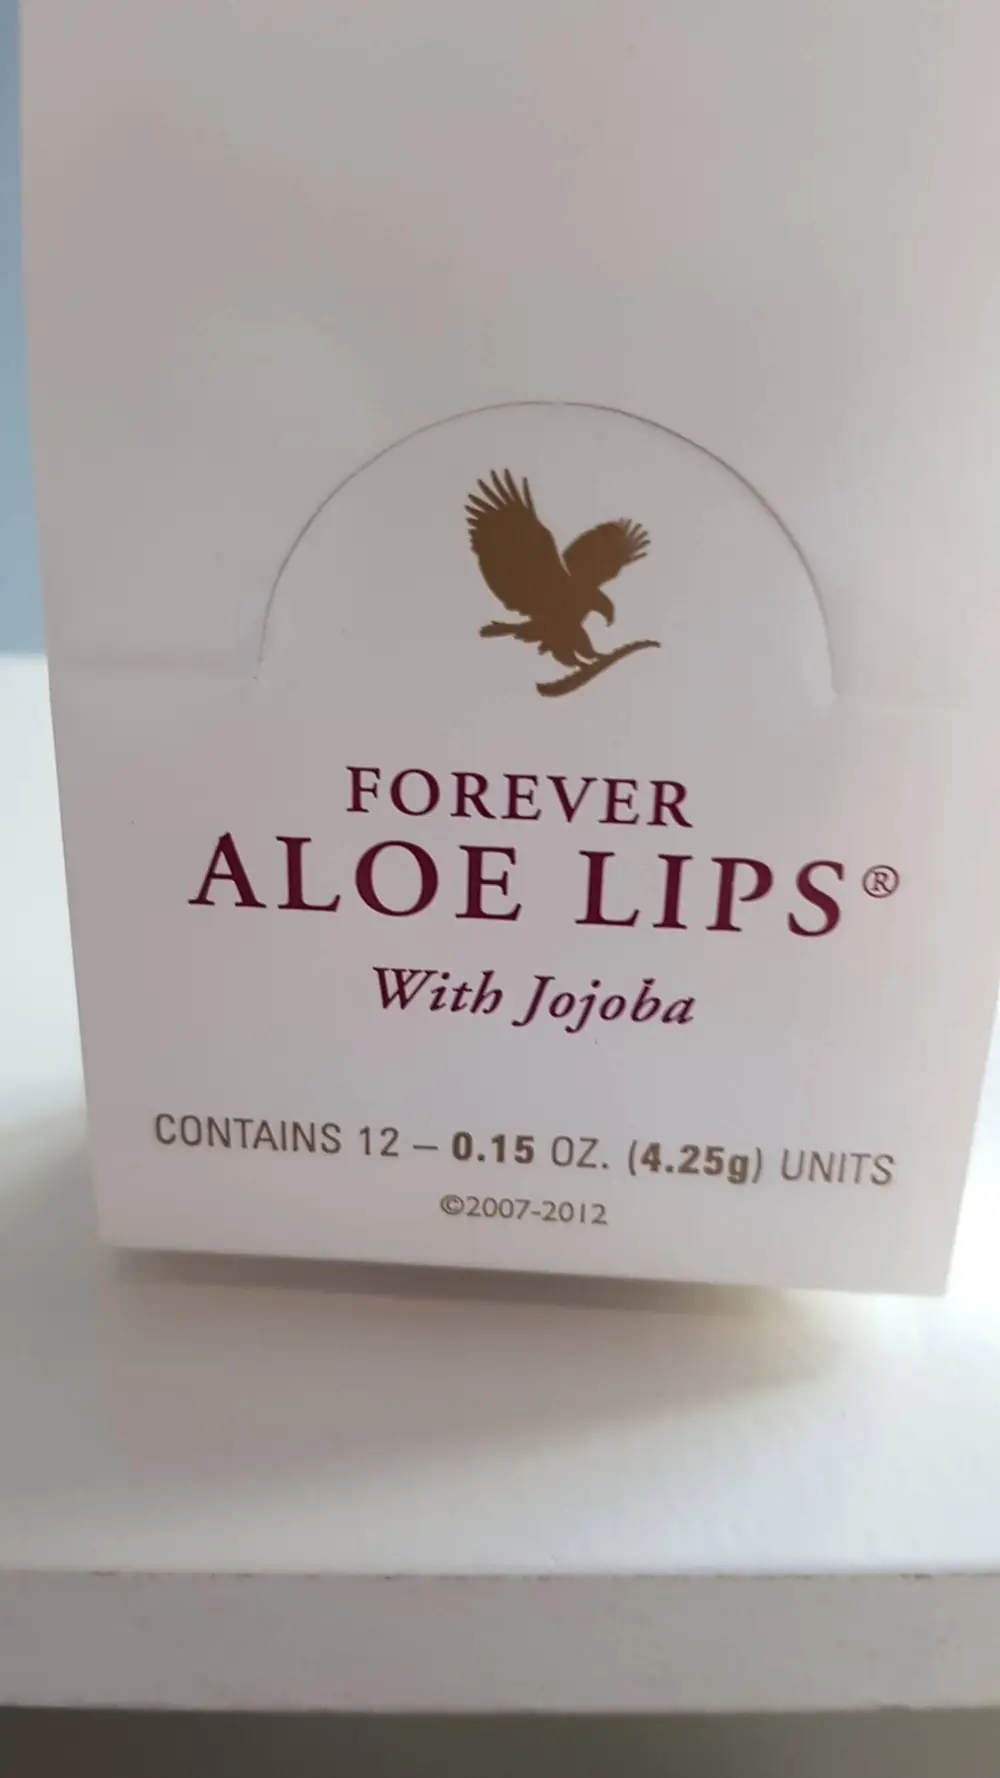 FOREVER
ALOE LIPS®
With Jojoba
CONTAINS 12 – 0.15 OZ. (4.25g) UNITS
©2007-2012